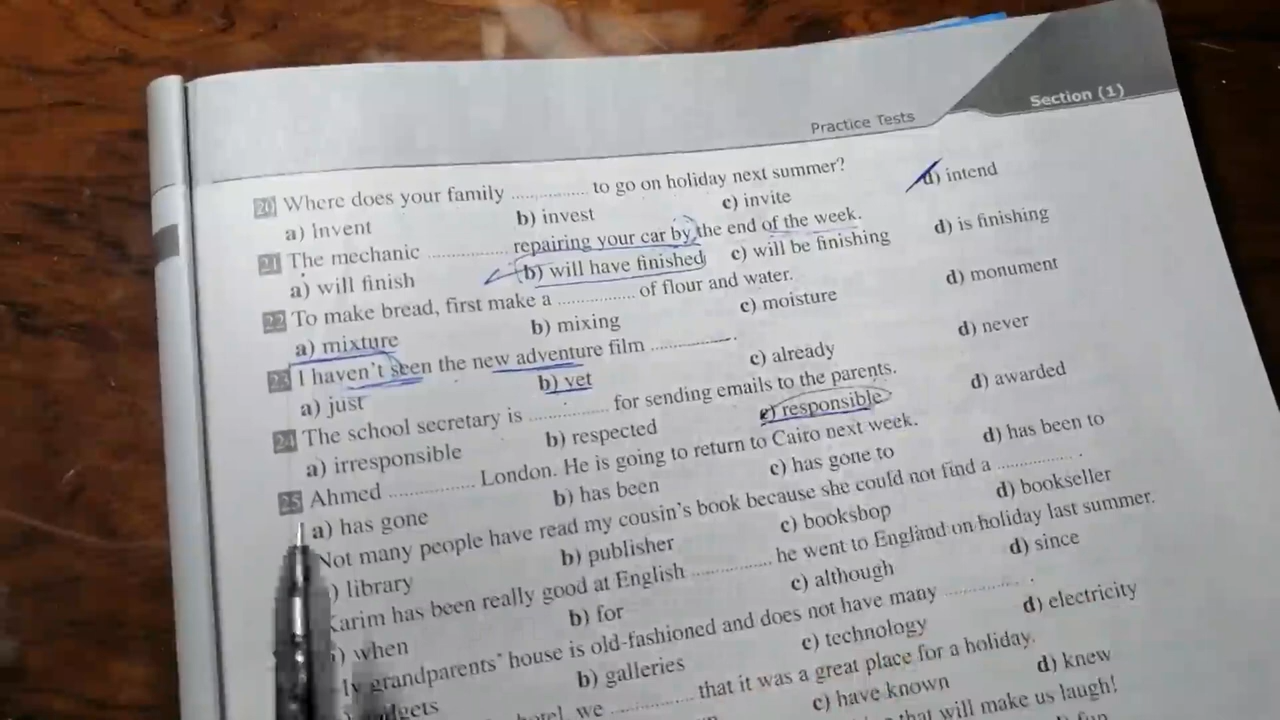 Practice Tests
Section (1)
20 Where does your family .............. to go on holiday next summer?
a) invent b) invest c) invite d) intend
21 The mechanic ............... repairing your car by the end of the week.
a) will finish b) will have finished c) will be finishing d) is finishing
22 To make bread, first make a .............. of flour and water.
a) mixture b) mixing c) moisture d) monument
23 I haven't seen the new adventure film ............... .
a) just b) yet c) already d) never
24 The school secretary is .............. for sending emails to the parents.
a) irresponsible b) respected c) responsible d) awarded
25 Ahmed ............... London. He is going to return to Cairo next week.
a) has gone b) has been c) has gone to d) has been to
Not many people have read my cousin's book because she could not find a ............. .
) library b) publisher c) bookshop d) bookseller
Karim has been really good at English .............. he went to England on holiday last summer.
) when b) for c) although d) since
grandparents' house is old-fashioned and does not have many .............. .
b) galleries c) technology d) electricity
hotel, we ............... that it was a great place for a holiday.
c) have known d) knew
that will make us laugh!